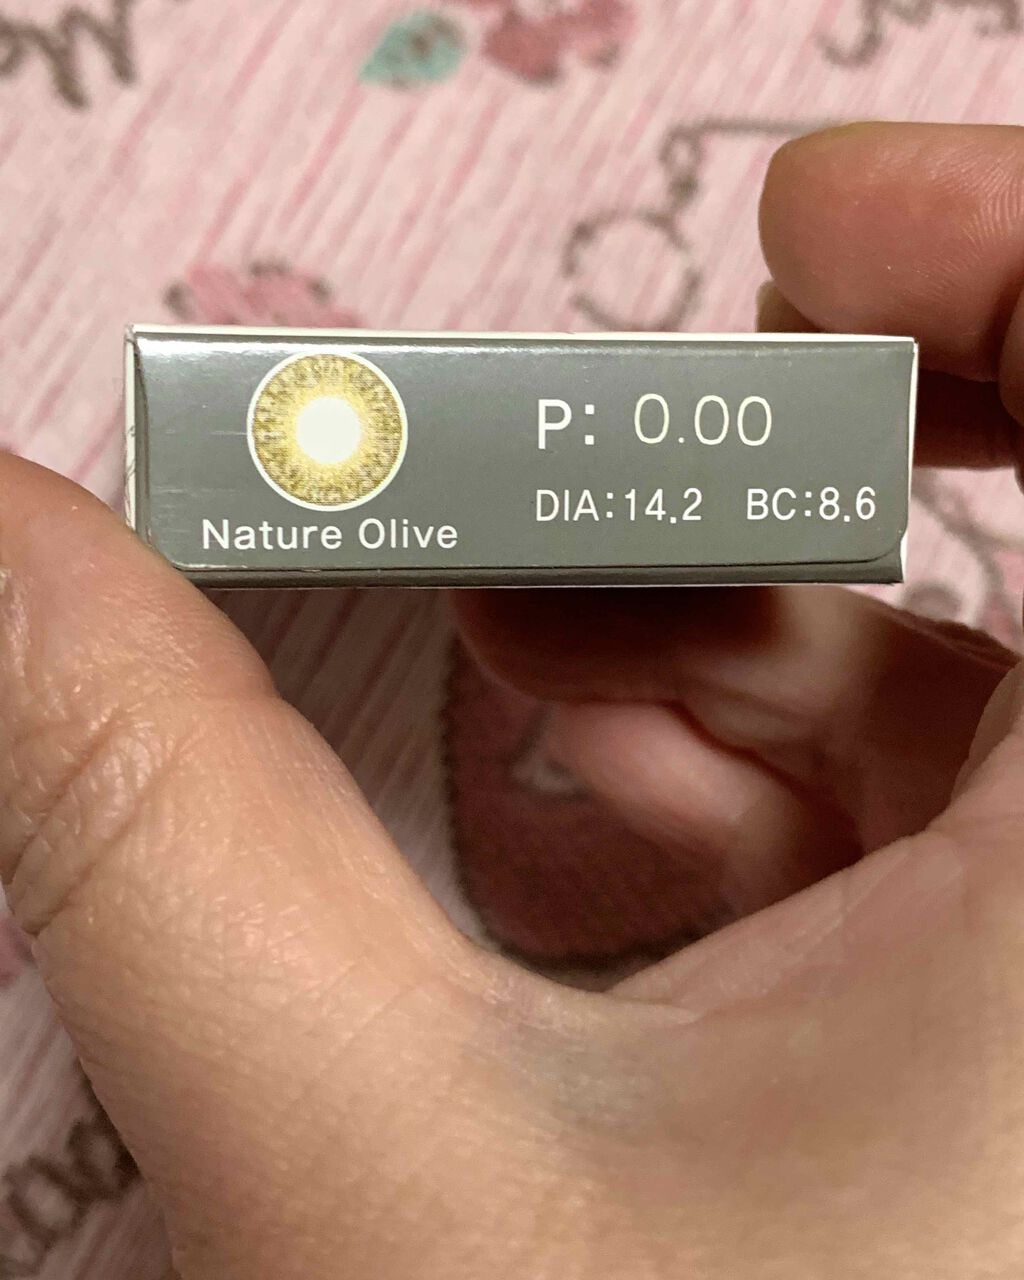 P: 0.00
DIA:14.2 BC:8.6
Nature Olive